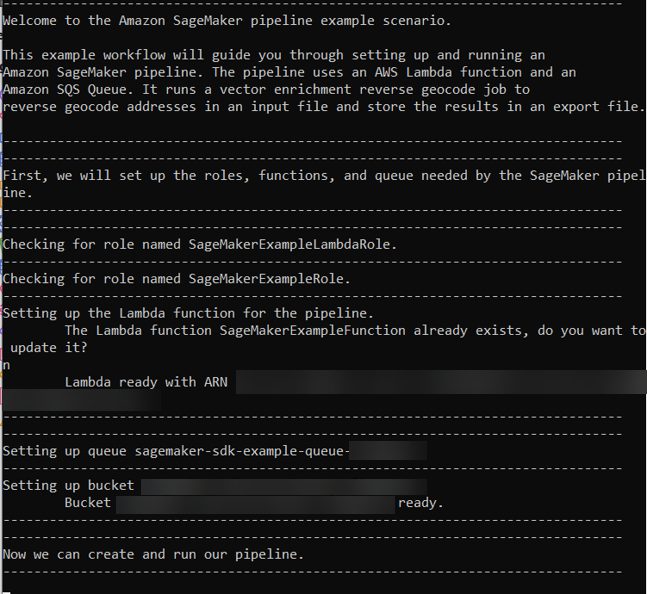 ------------------------------------------------------------------------------
Welcome to the Amazon SageMaker pipeline example scenario.
This example workflow will guide you through setting up and running an
Amazon SageMaker pipeline. The pipeline uses an AWS Lambda function and an
Amazon SQS Queue. It runs a vector enrichment reverse geocode job to
reverse geocode addresses in an input file and store the results in an export file.
------------------------------------------------------------------------------
------------------------------------------------------------------------------
First, we will set up the roles, functions, and queue needed by the SageMaker pipel
ine.
------------------------------------------------------------------------------
------------------------------------------------------------------------------
Checking for role named SageMakerExampleLambdaRole.
------------------------------------------------------------------------------
Checking for role named SageMakerExampleRole.
------------------------------------------------------------------------------
Setting up the Lambda function for the pipeline.
The Lambda function SageMakerExampleFunction already exists, do you want to
update it?
n
Lambda ready with ARN
------------------------------------------------------------------------------
------------------------------------------------------------------------------
Setting up queue sagemaker-sdk-example-queue-
------------------------------------------------------------------------------
Setting up bucket
Bucket ready.
------------------------------------------------------------------------------
------------------------------------------------------------------------------
Now we can create and run our pipeline.
------------------------------------------------------------------------------